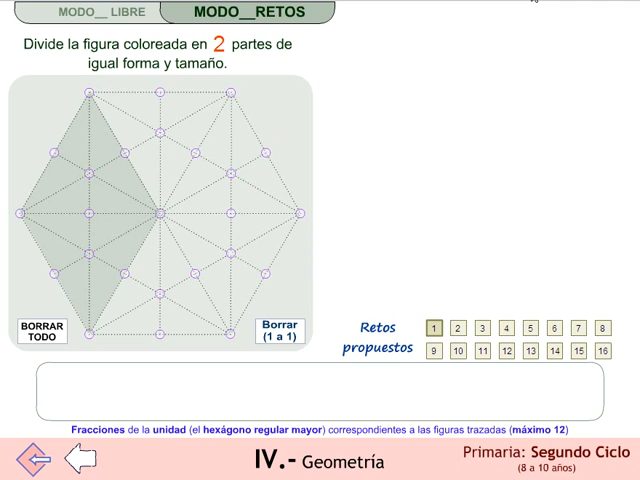 MODO__ LIBRE
MODO__RETOS
Divide la figura coloreada en 2 partes de
igual forma y tamaño.
BORRAR
TODO
Borrar
(1 a 1)
Retos
propuestos
1 2 3 4 5 6 7 8
9 10 11 12 13 14 15 16
Fracciones de la unidad (el hexágono regular mayor) correspondientes a las figuras trazadas (máximo 12)
IV.- Geometría
Primaria: Segundo Ciclo
(8 a 10 años)